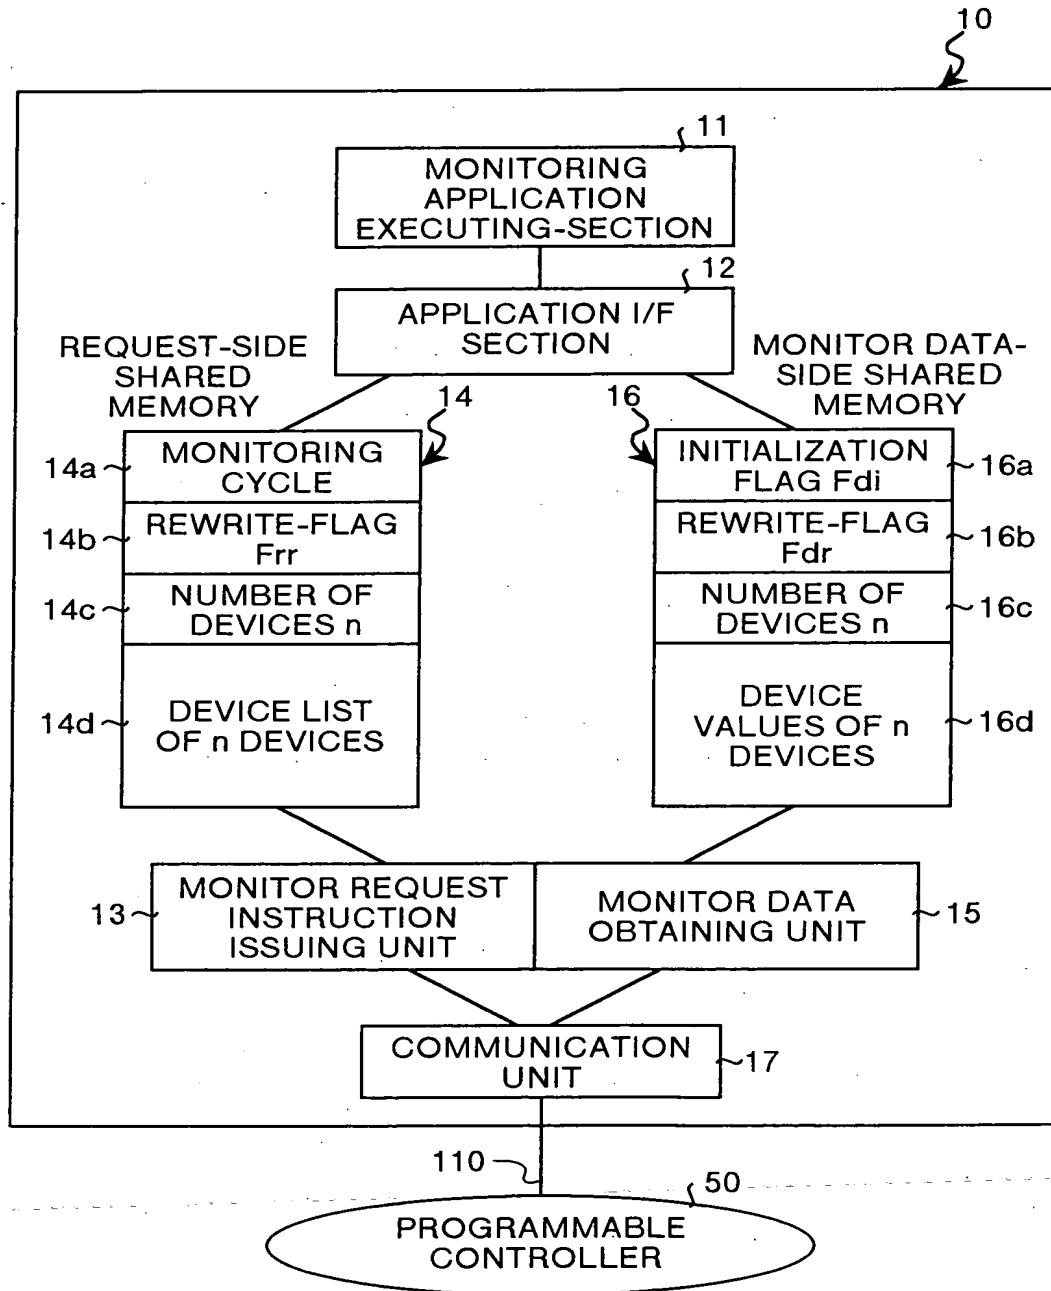 10
11
MONITORING
APPLICATION
EXECUTING-SECTION
12
APPLICATION I/F
SECTION
REQUEST-SIDE
SHARED
MEMORY
MONITOR DATA-
SIDE SHARED
MEMORY
14
16
14a
MONITORING
CYCLE
14b
REWRITE-FLAG
Frr
14c
NUMBER OF
DEVICES n
14d
DEVICE LIST
OF n DEVICES
INITIALIZATION
FLAG Fdi
16a
REWRITE-FLAG
Fdr
16b
NUMBER OF
DEVICES n
16c
DEVICE
VALUES OF n
DEVICES
16d
13
MONITOR REQUEST
INSTRUCTION
ISSUING UNIT
MONITOR DATA
OBTAINING UNIT
15
COMMUNICATION
UNIT
17
110
50
PROGRAMMABLE
CONTROLLER